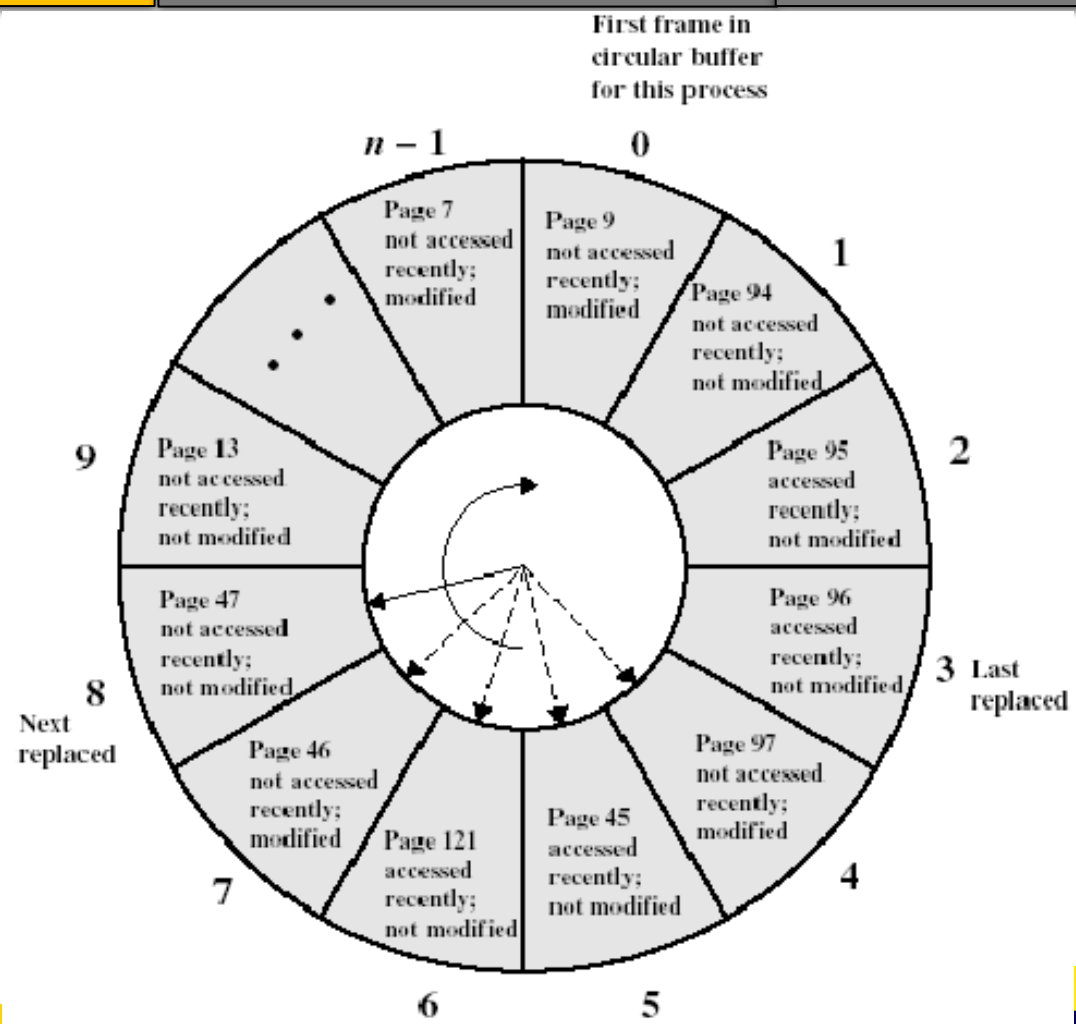 First frame in
circular buffer
for this process
n – 1
0
Page 7
not accessed
recently;
modified
Page 9
not accessed
recently;
modified
1
Page 94
not accessed
recently;
not modified
2
Page 95
accessed
recently;
not modified
3
Last
replaced
Page 96
accessed
recently;
not modified
4
Page 97
not accessed
recently;
modified
5
Page 45
accessed
recently;
not modified
6
Page 121
accessed
recently;
not modified
7
Page 46
not accessed
recently;
modified
8
Next
replaced
Page 47
not accessed
recently;
not modified
9
Page 13
not accessed
recently;
not modified